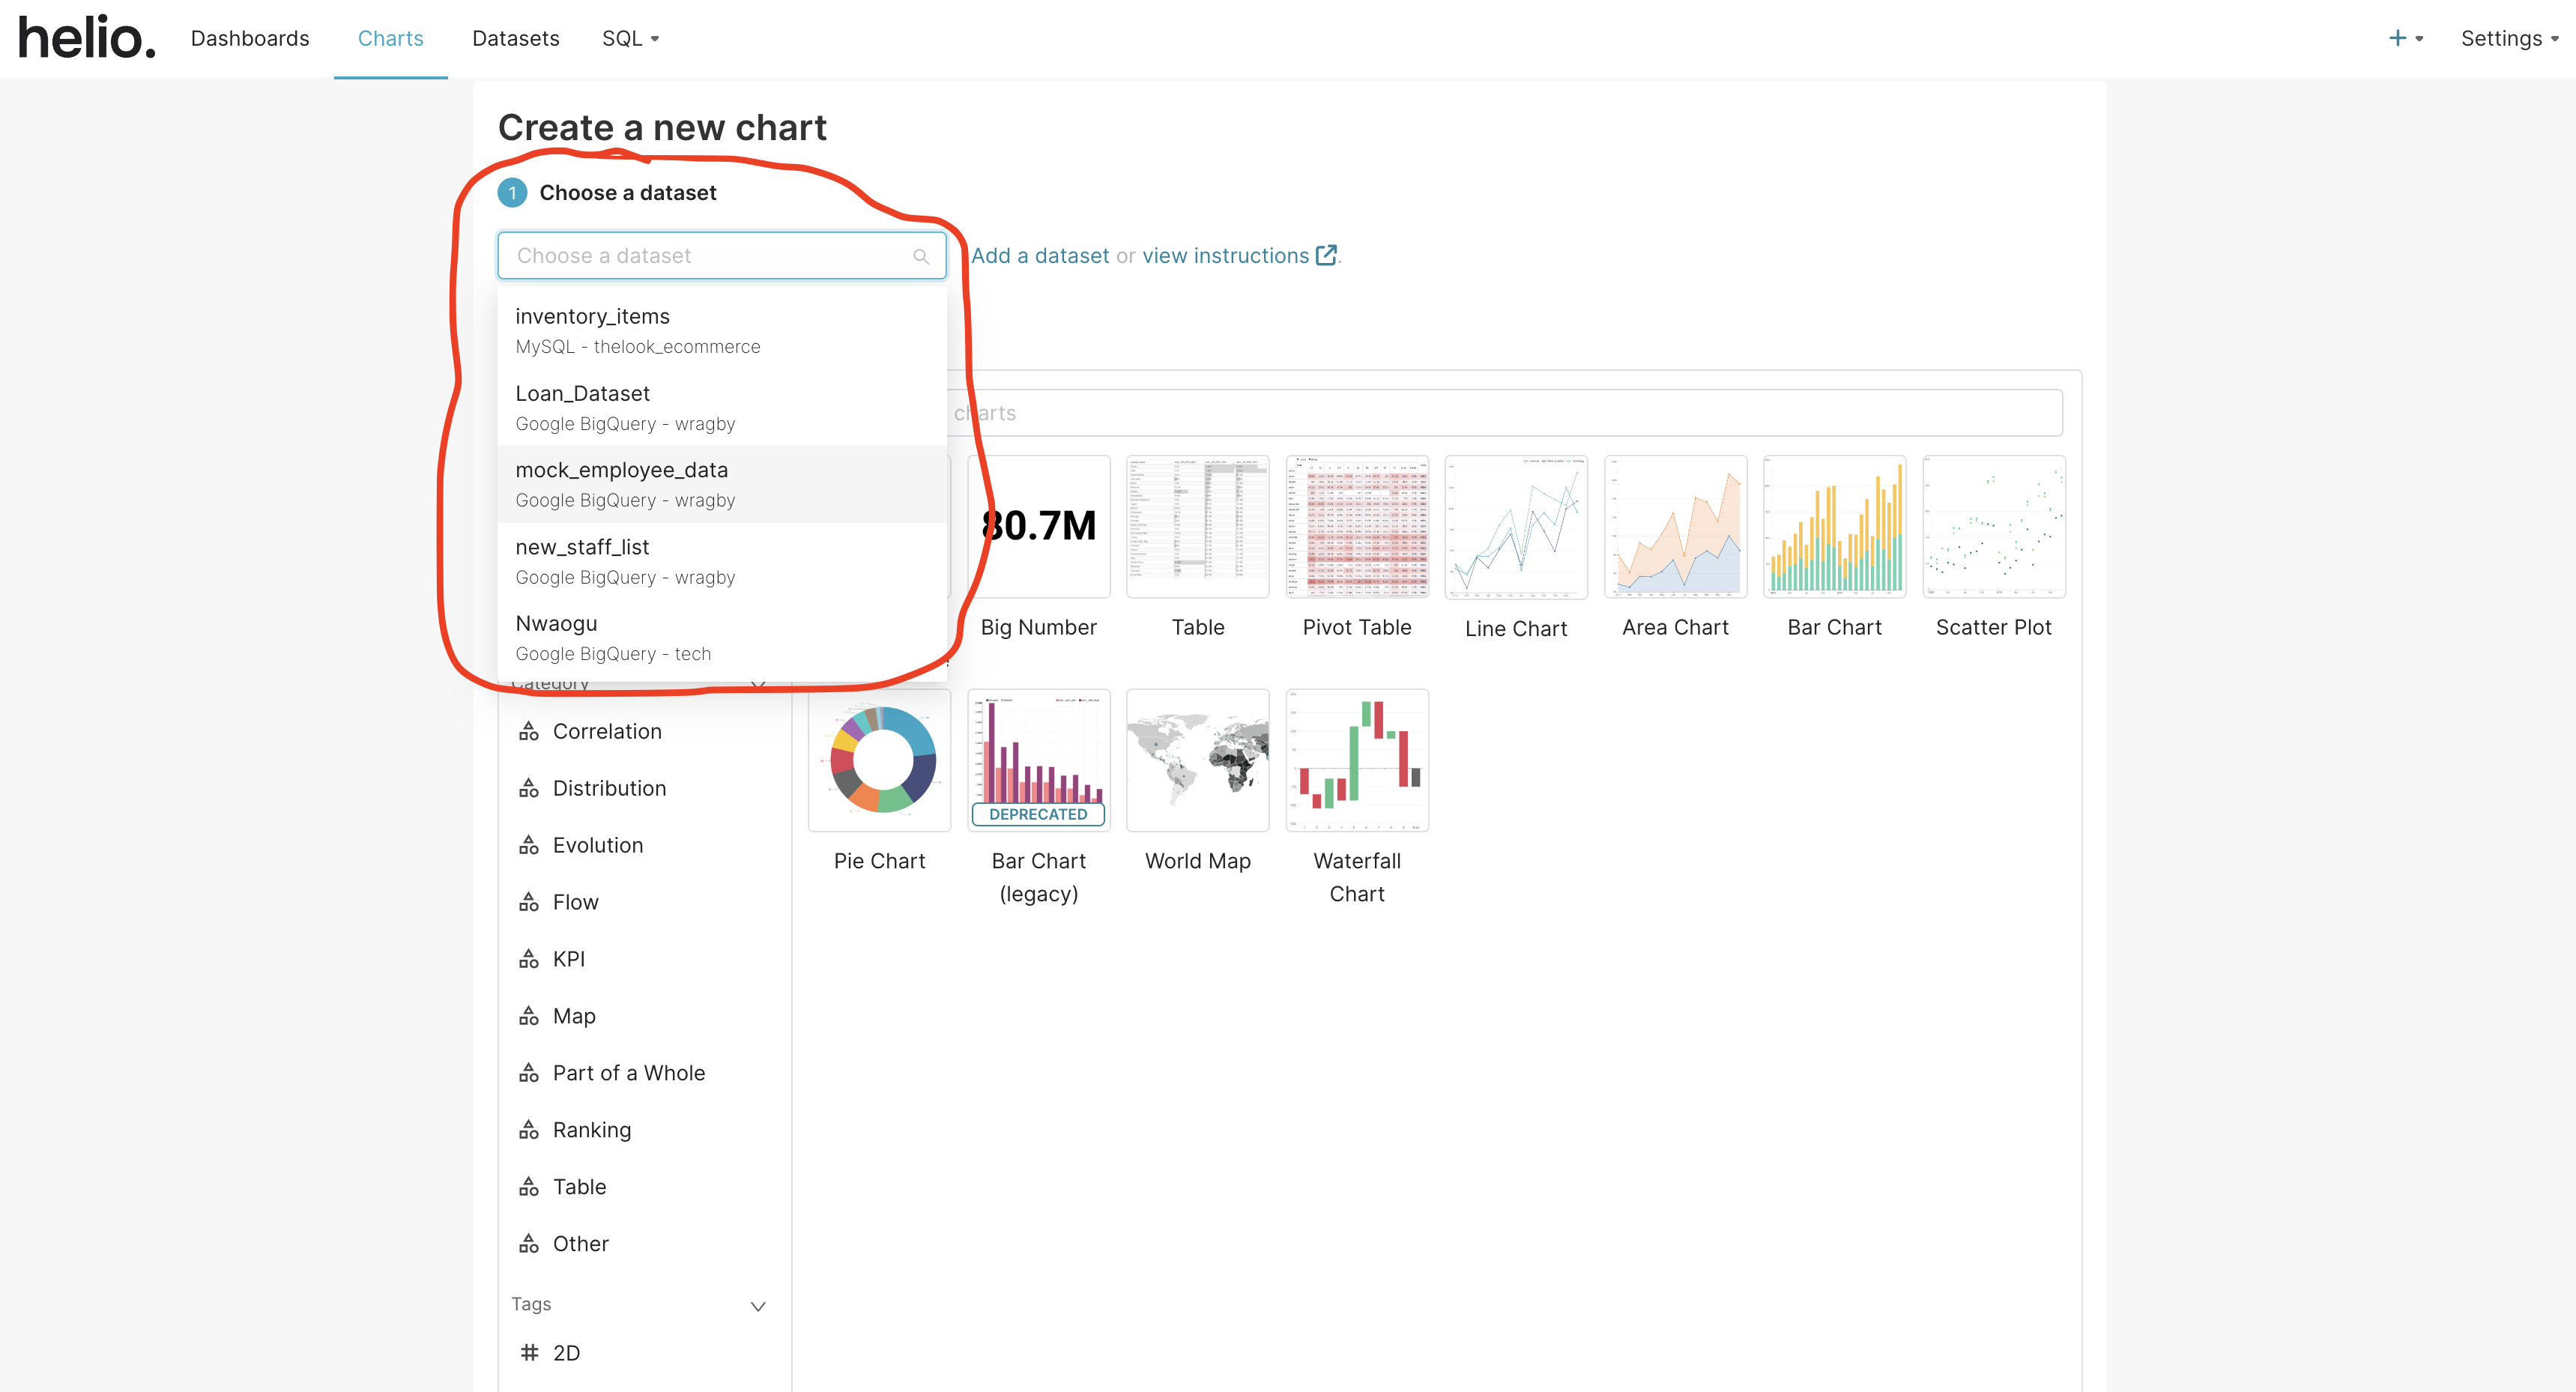 helio.
Dashboards
Charts
Datasets
SQL
+
Settings
Create a new chart
1 Choose a dataset
Choose a dataset
Add a dataset or view instructions .
inventory_items
MySQL - thelook_ecommerce
Loan_Dataset
Google BigQuery - wragby
mock_employee_data
Google BigQuery - wragby
new_staff_list
Google BigQuery - wragby
Nwaogu
Google BigQuery - tech
charts
80.7M
Big Number
Table
Pivot Table
Line Chart
Area Chart
Bar Chart
Scatter Plot
Category
Correlation
Distribution
Evolution
Flow
KPI
Map
Part of a Whole
Ranking
Table
Other
Tags
# 2D
DEPRECATED
Pie Chart
Bar Chart
(legacy)
World Map
Waterfall
Chart